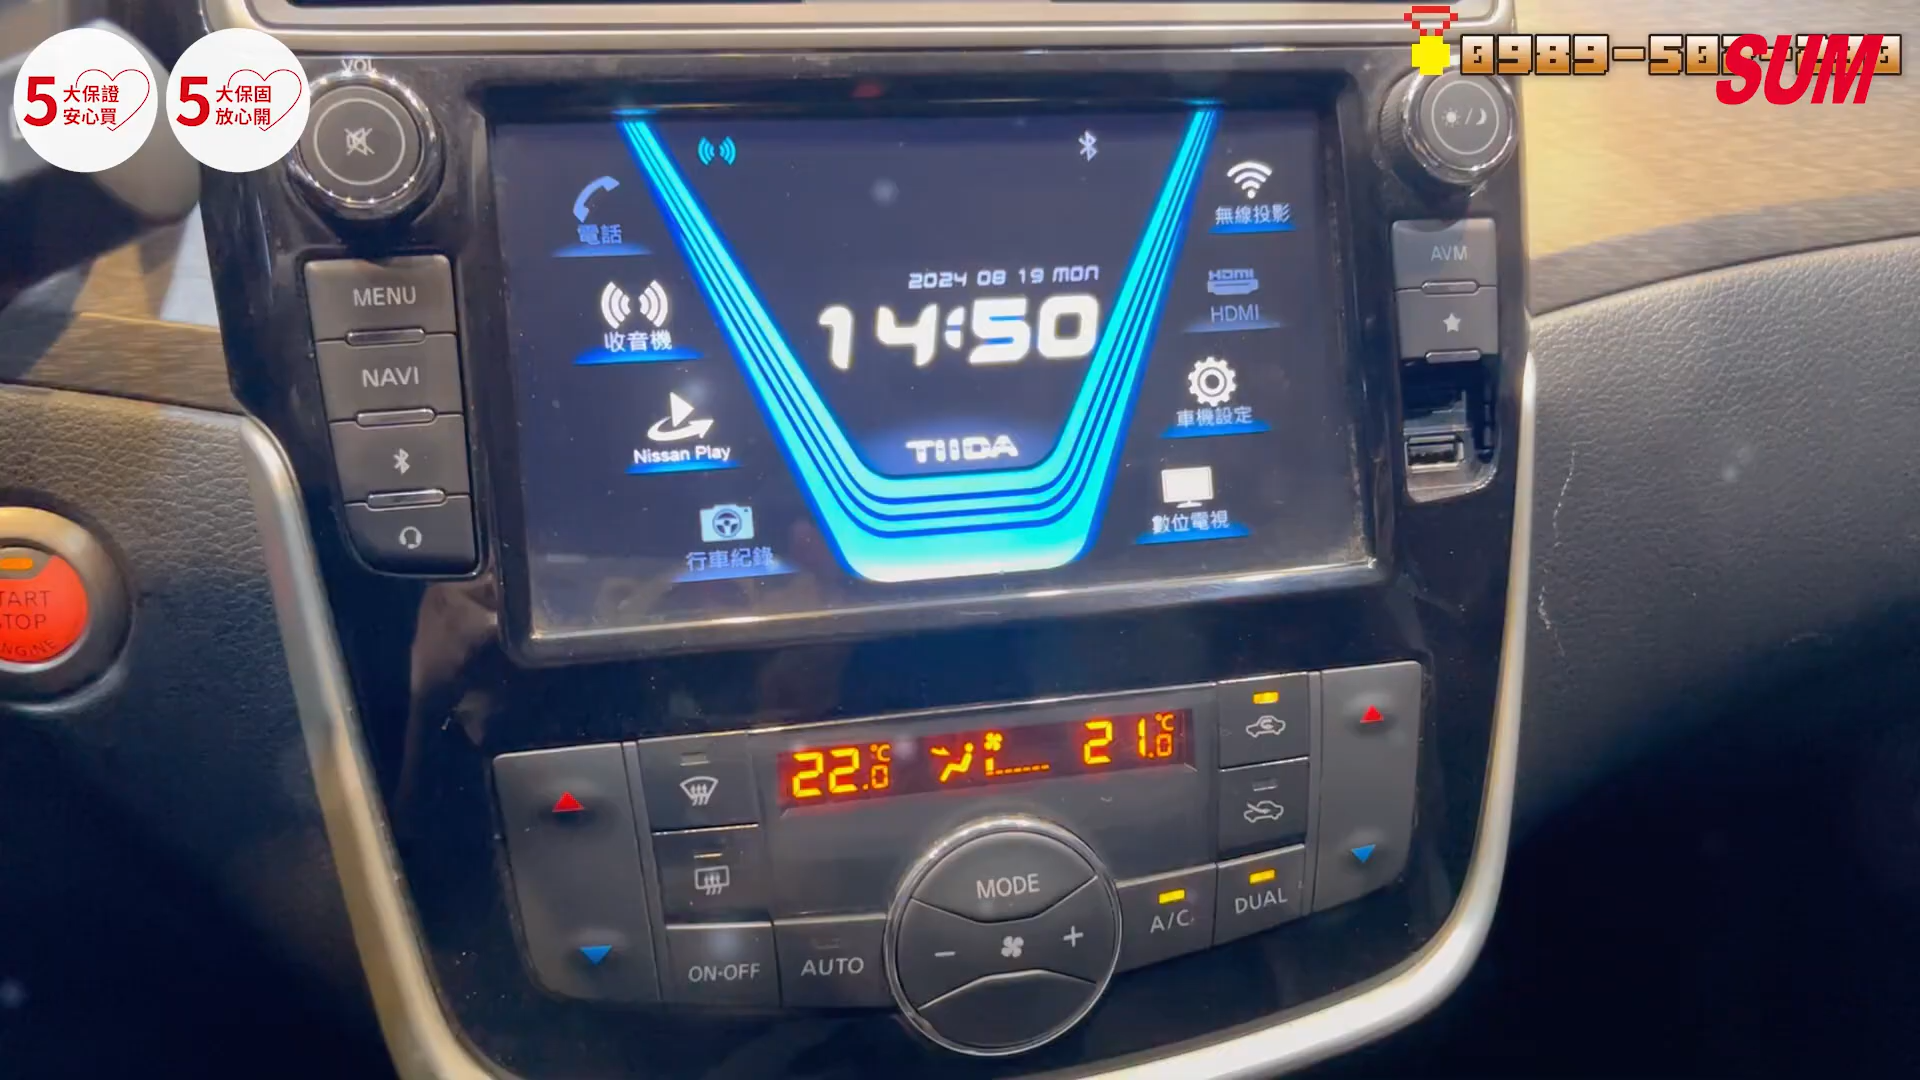 5大保證
安心買
5大保固
放心開
SUM
VOL
MENU
NAVI
電話
收音機
Nissan Play
行車紀錄
2024 08 19 MON
14:50
TIIDA
無線投影
HDMI
HDMI
車機設定
數位電視
AVM
START
STOP
ENGINE
22.0°C
21.0°C
MODE
A/C
DUAL
ON·OFF
AUTO